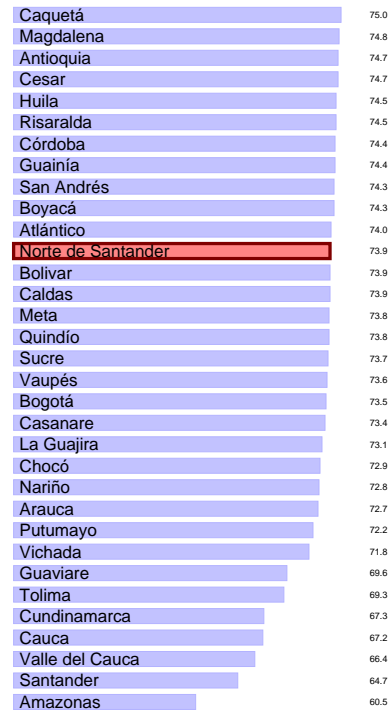 Caquetá 75.0
Magdalena 74.8
Antioquia 74.7
Cesar 74.7
Huila 74.5
Risaralda 74.5
Córdoba 74.4
Guainía 74.4
San Andrés 74.3
Boyacá 74.3
Atlántico 74.0
Norte de Santander 73.9
Bolivar 73.9
Caldas 73.9
Meta 73.8
Quindío 73.8
Sucre 73.7
Vaupés 73.6
Bogotá 73.5
Casanare 73.4
La Guajira 73.1
Chocó 72.9
Nariño 72.8
Arauca 72.7
Putumayo 72.2
Vichada 71.8
Guaviare 69.6
Tolima 69.3
Cundinamarca 67.3
Cauca 67.2
Valle del Cauca 66.4
Santander 64.7
Amazonas 60.5